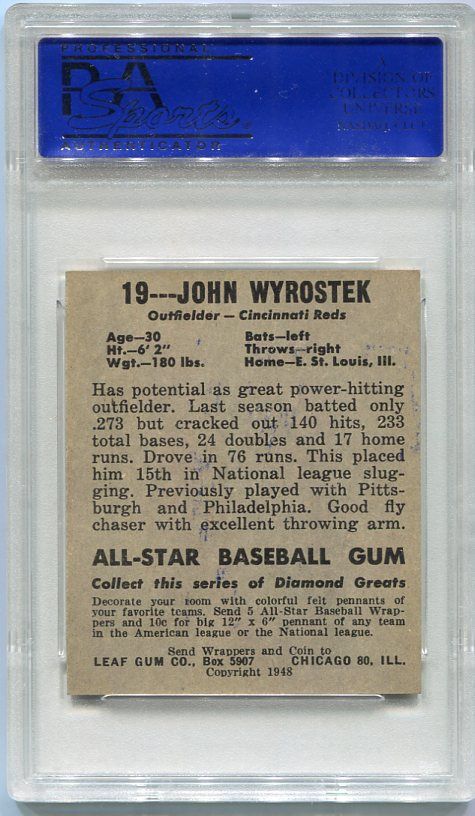 PROFESSIONAL
PSA
Sports
AUTHENTICATOR
A
DIVISION OF
COLLECTORS
UNIVERSE
NASDAQ: CLCT
19---JOHN WYROSTEK
Outfielder — Cincinnati Reds
Age—30 Bats—left
Ht.—6' 2" Throws—right
Wgt.—180 lbs. Home—E. St. Louis, Ill.
Has potential as great power-hitting
outfielder. Last season batted only
.273 but cracked out 140 hits, 233
total bases, 24 doubles and 17 home
runs. Drove in 76 runs. This placed
him 15th in National league slug-
ging. Previously played with Pitts-
burgh and Philadelphia. Good fly
chaser with excellent throwing arm.
ALL-STAR BASEBALL GUM
Collect this series of Diamond Greats
Decorate your room with colorful felt pennants of
your favorite teams. Send 5 All-Star Baseball Wrap-
pers and 10c for big 12" x 6" pennant of any team
in the American league or the National league.
Send Wrappers and Coin to
LEAF GUM CO., Box 5907 CHICAGO 80, ILL.
Copyright 1948